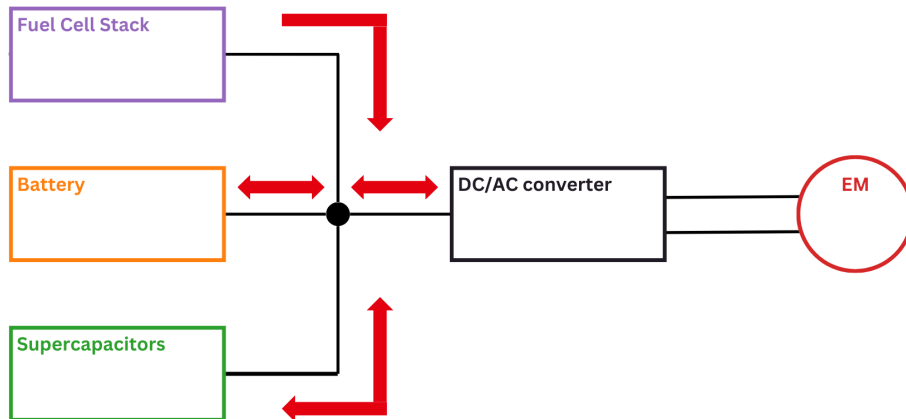 Fuel Cell Stack
Battery
DC/AC converter
EM
Supercapacitors